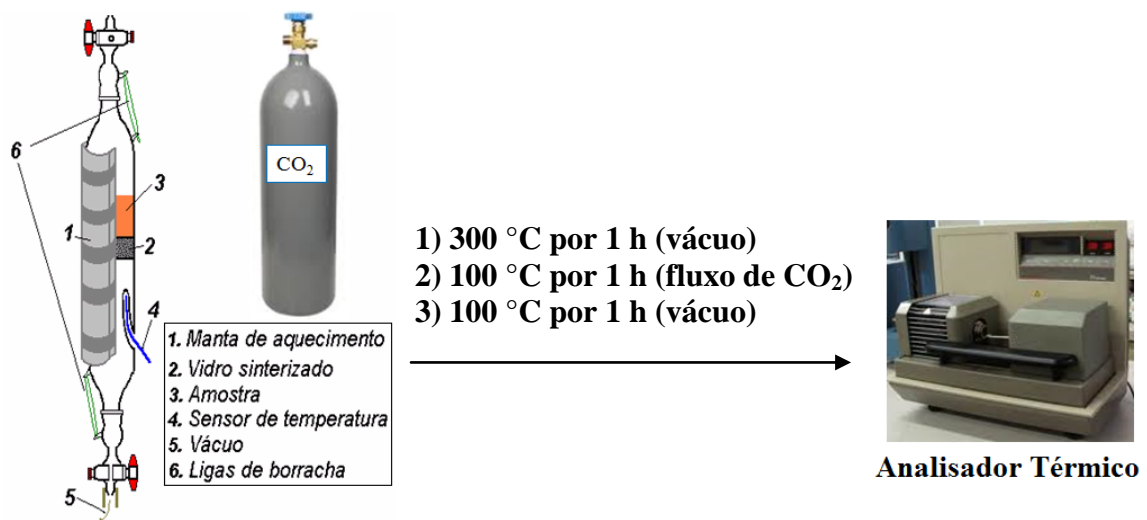 6
3
1
2
4
5
1. Manta de aquecimento
2. Vidro sinterizado
3. Amostra
4. Sensor de temperatura
5. Vácuo
6. Ligas de borracha
CO₂
1) 300 °C por 1 h (vácuo)
2) 100 °C por 1 h (fluxo de CO₂)
3) 100 °C por 1 h (vácuo)
Analisador Térmico